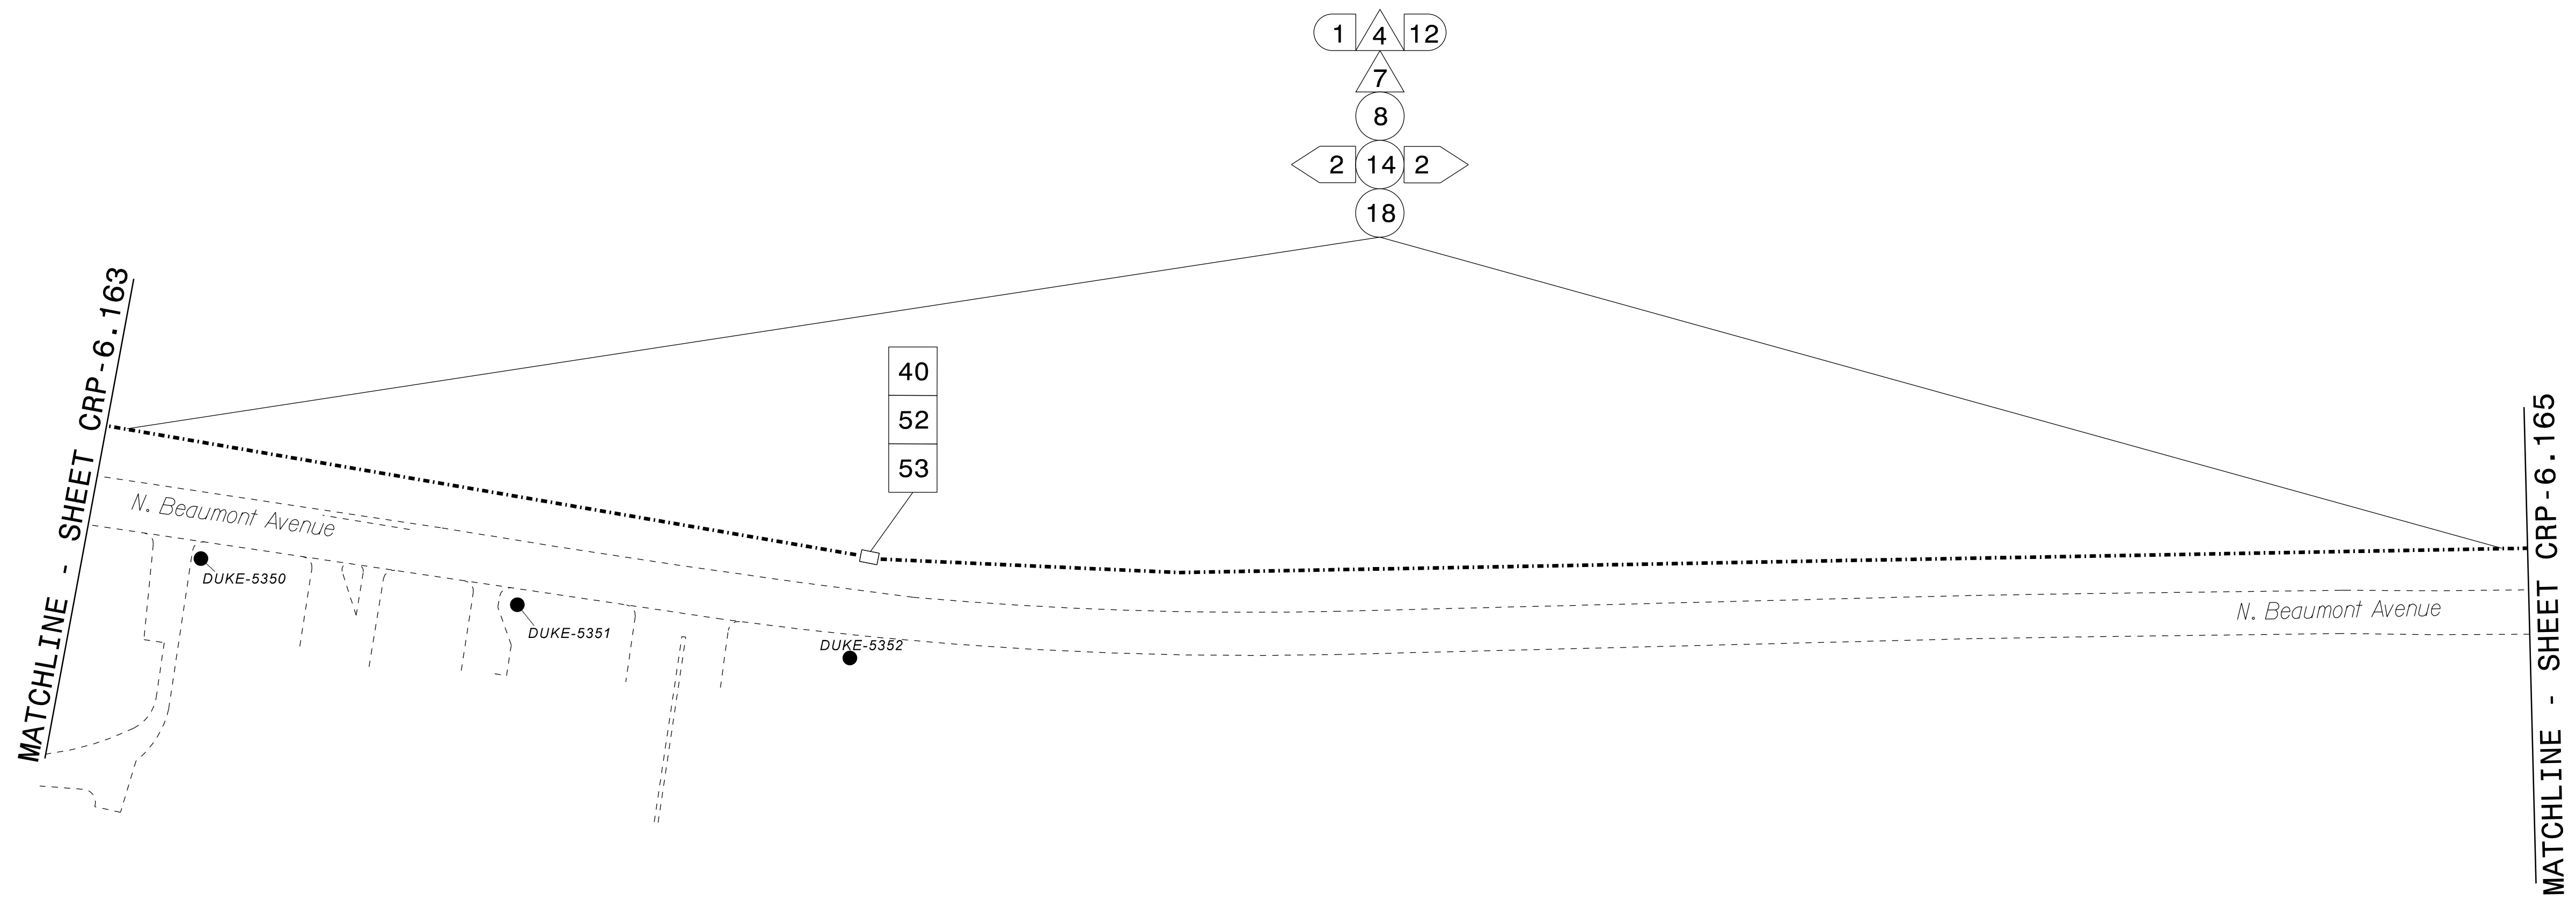 1 4 12
7
8
2 14 2
18
MATCHLINE - SHEET CRP-6.163
40
52
53
MATCHLINE - SHEET CRP-6.165
N. Beaumont Avenue
DUKE-5350
N. Beaumont Avenue
DUKE-5351
DUKE-5352